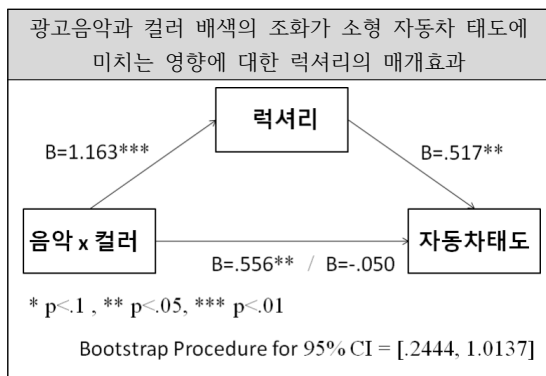 광고음악과 컬러 배색의 조화가 소형 자동차 태도에
미치는 영향에 대한 럭셔리의 매개효과
럭셔리
B=1.163***
B=.517**
음악 x 컬러
자동차태도
B=.556** / B=-.050
* p<.1 , ** p<.05, *** p<.01
Bootstrap Procedure for 95% CI = [.2444, 1.0137]